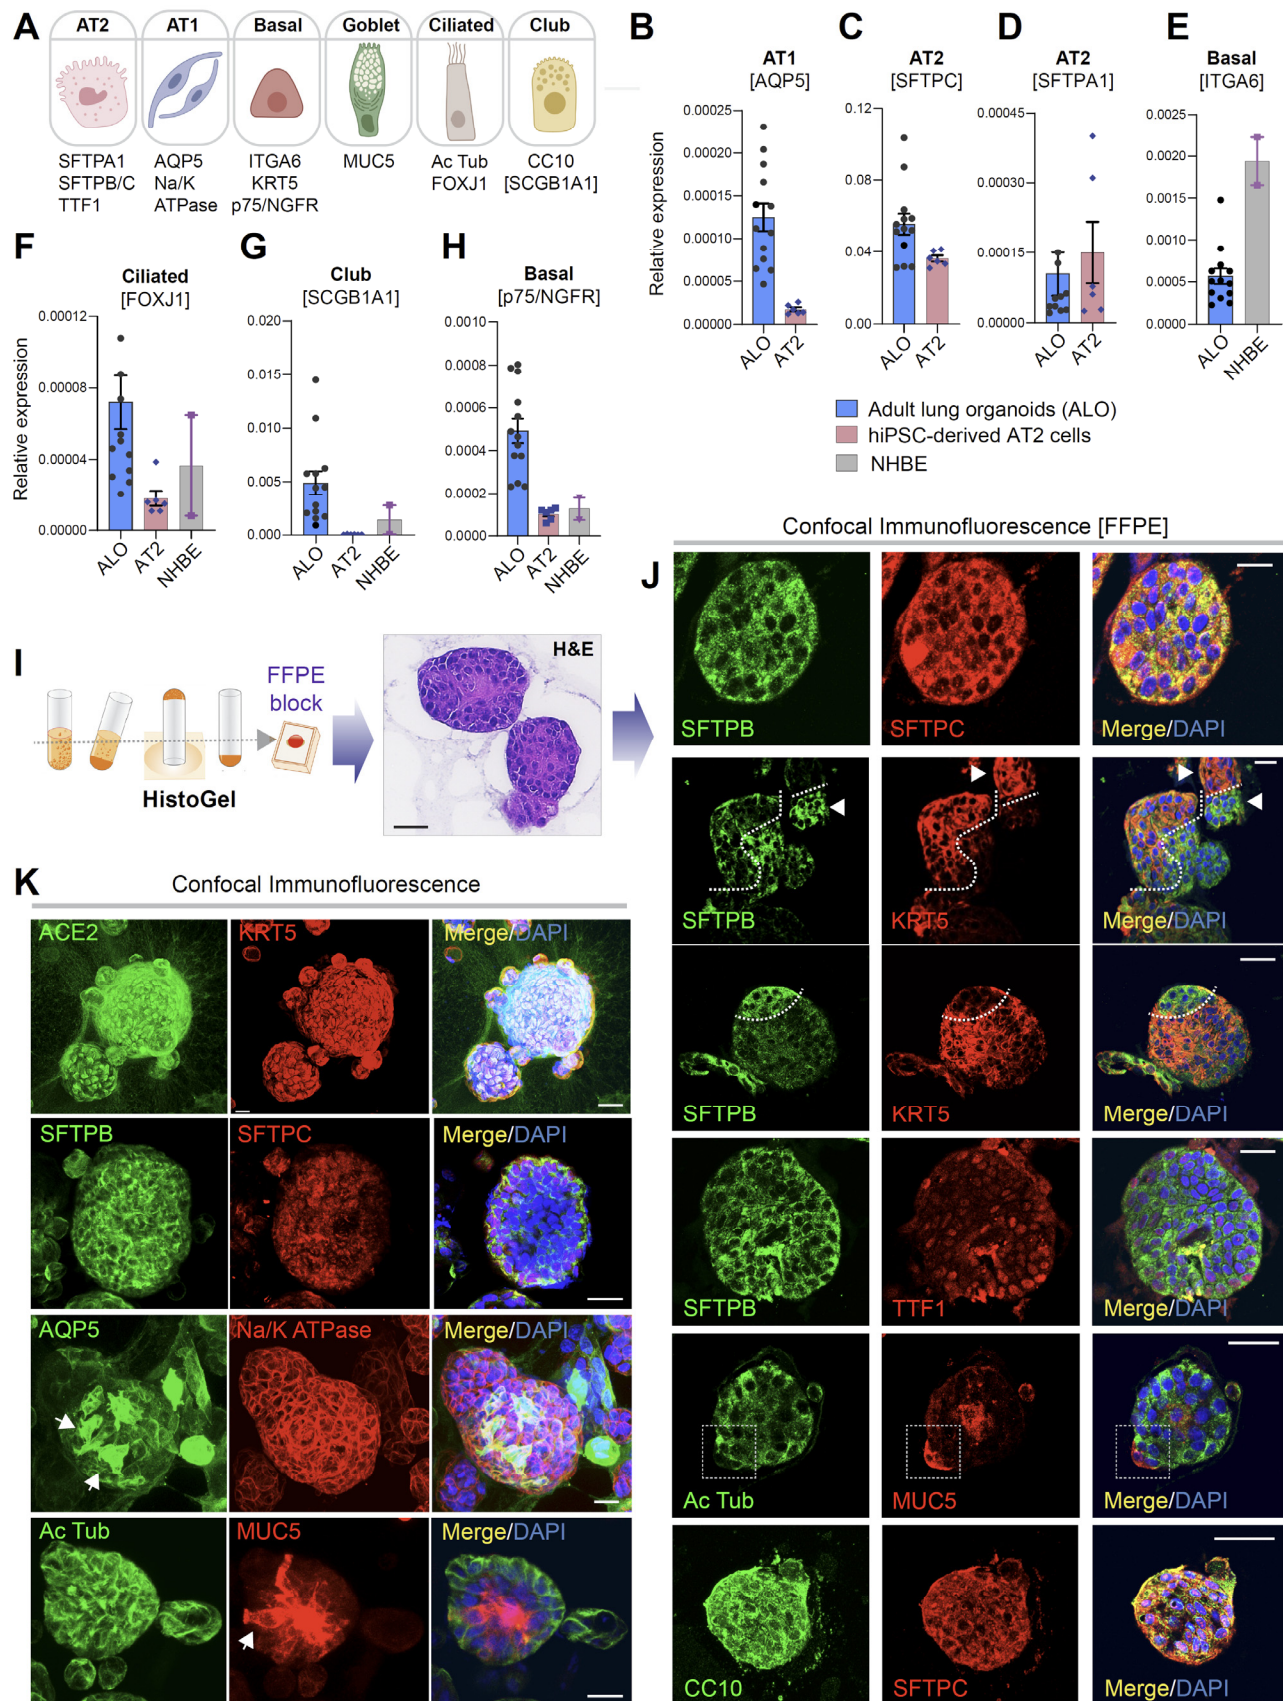 A
AT2
AT1
Basal
Goblet
Ciliated
Club
SFTPA1
SFTPB/C
TTF1
AQP5
Na/K
ATPase
ITGA6
KRT5
p75/NGFR
MUC5
Ac Tub
FOXJ1
CC10
[SCGB1A1]
B
AT1
[AQP5]
Relative expression
0.00025
0.00020
0.00015
0.00010
0.00005
0.00000
ALO
AT2
C
AT2
[SFTPC]
0.12
0.08
0.04
0.00
ALO
AT2
D
AT2
[SFTPA1]
0.00045
0.00030
0.00015
0.00000
ALO
AT2
E
Basal
[ITGA6]
0.0025
0.0020
0.0015
0.0010
0.0005
0.0000
ALO
NHBE
F
Ciliated
[FOXJ1]
Relative expression
0.00012
0.00008
0.00004
0.00000
ALO
AT2
NHBE
G
Club
[SCGB1A1]
0.020
0.015
0.010
0.005
0.000
ALO
AT2
NHBE
H
Basal
[p75/NGFR]
0.0010
0.0008
0.0006
0.0004
0.0002
0.0000
ALO
AT2
NHBE
Adult lung organoids (ALO)
hiPSC-derived AT2 cells
NHBE
I
HistoGel
FFPE
block
H&E
J
Confocal Immunofluorescence [FFPE]
SFTPB
SFTPC
Merge/DAPI
SFTPB
KRT5
Merge/DAPI
SFTPB
KRT5
Merge/DAPI
SFTPB
TTF1
Merge/DAPI
Ac Tub
MUC5
Merge/DAPI
CC10
SFTPC
Merge/DAPI
K
Confocal Immunofluorescence
ACE2
KRT5
Merge/DAPI
SFTPB
SFTPC
Merge/DAPI
AQP5
Na/K ATPase
Merge/DAPI
Ac Tub
MUC5
Merge/DAPI